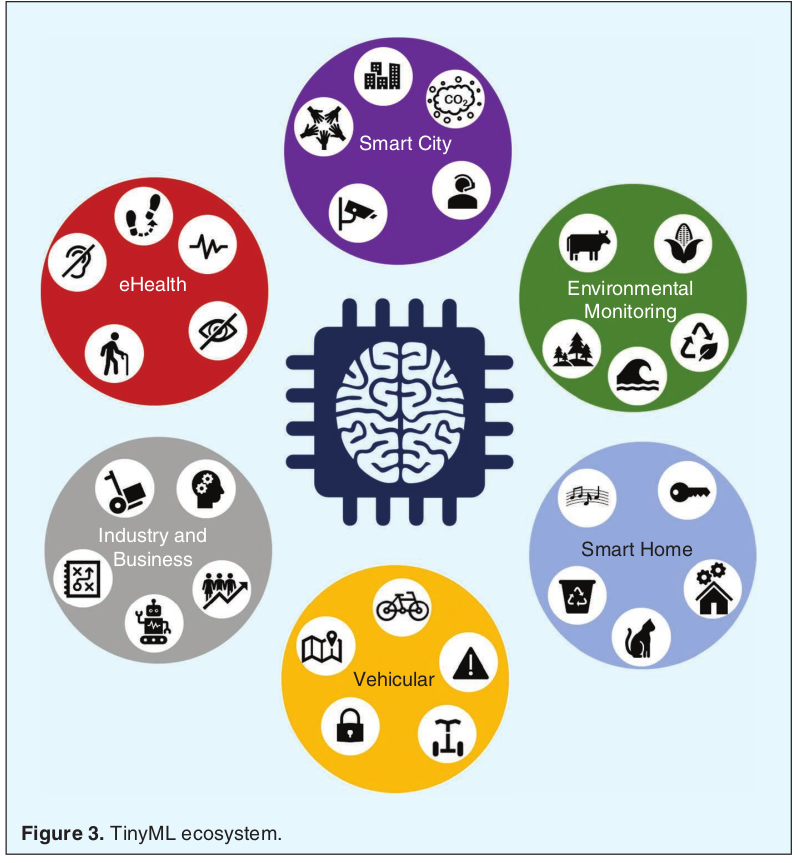 Smart City
CO2
eHealth
Environmental
Monitoring
Industry and
Business
Smart Home
Vehicular
Figure 3. TinyML ecosystem.